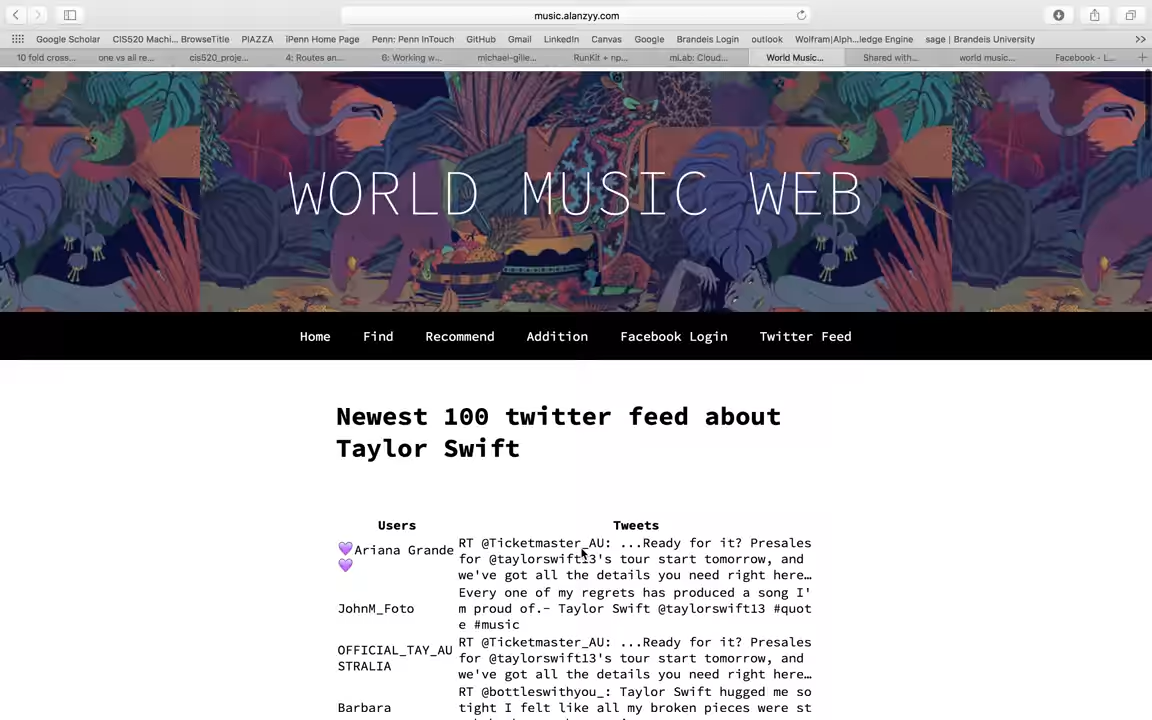 music.alanzyy.com
Google Scholar CIS520 Machi... BrowseTitle PIAZZA iPenn Home Page Penn: Penn InTouch GitHub Gmail LinkedIn Canvas Google Brandeis Login outlook Wolfram|Alph...ledge Engine sage | Brandeis University >>
10 fold cross... one vs all re... cis520_proje... 4: Routes an... 6: Working w... michael-gille... RunKit + np... mLab: Cloud... World Music... Shared with... world music... Facebook - L...
WORLD MUSIC WEB
Home Find Recommend Addition Facebook Login Twitter Feed
Newest 100 twitter feed about
Taylor Swift
Users Tweets
💜Ariana Grande
💜
RT @Ticketmaster_AU: ...Ready for it? Presales
for @taylorswift13's tour start tomorrow, and
we've got all the details you need right here…
JohnM_Foto
Every one of my regrets has produced a song I'
m proud of.- Taylor Swift @taylorswift13 #quot
e #music
OFFICIAL_TAY_AU
STRALIA
RT @Ticketmaster_AU: ...Ready for it? Presales
for @taylorswift13's tour start tomorrow, and
we've got all the details you need right here…
Barbara
RT @bottleswithyou_: Taylor Swift hugged me so
tight I felt like all my broken pieces were st